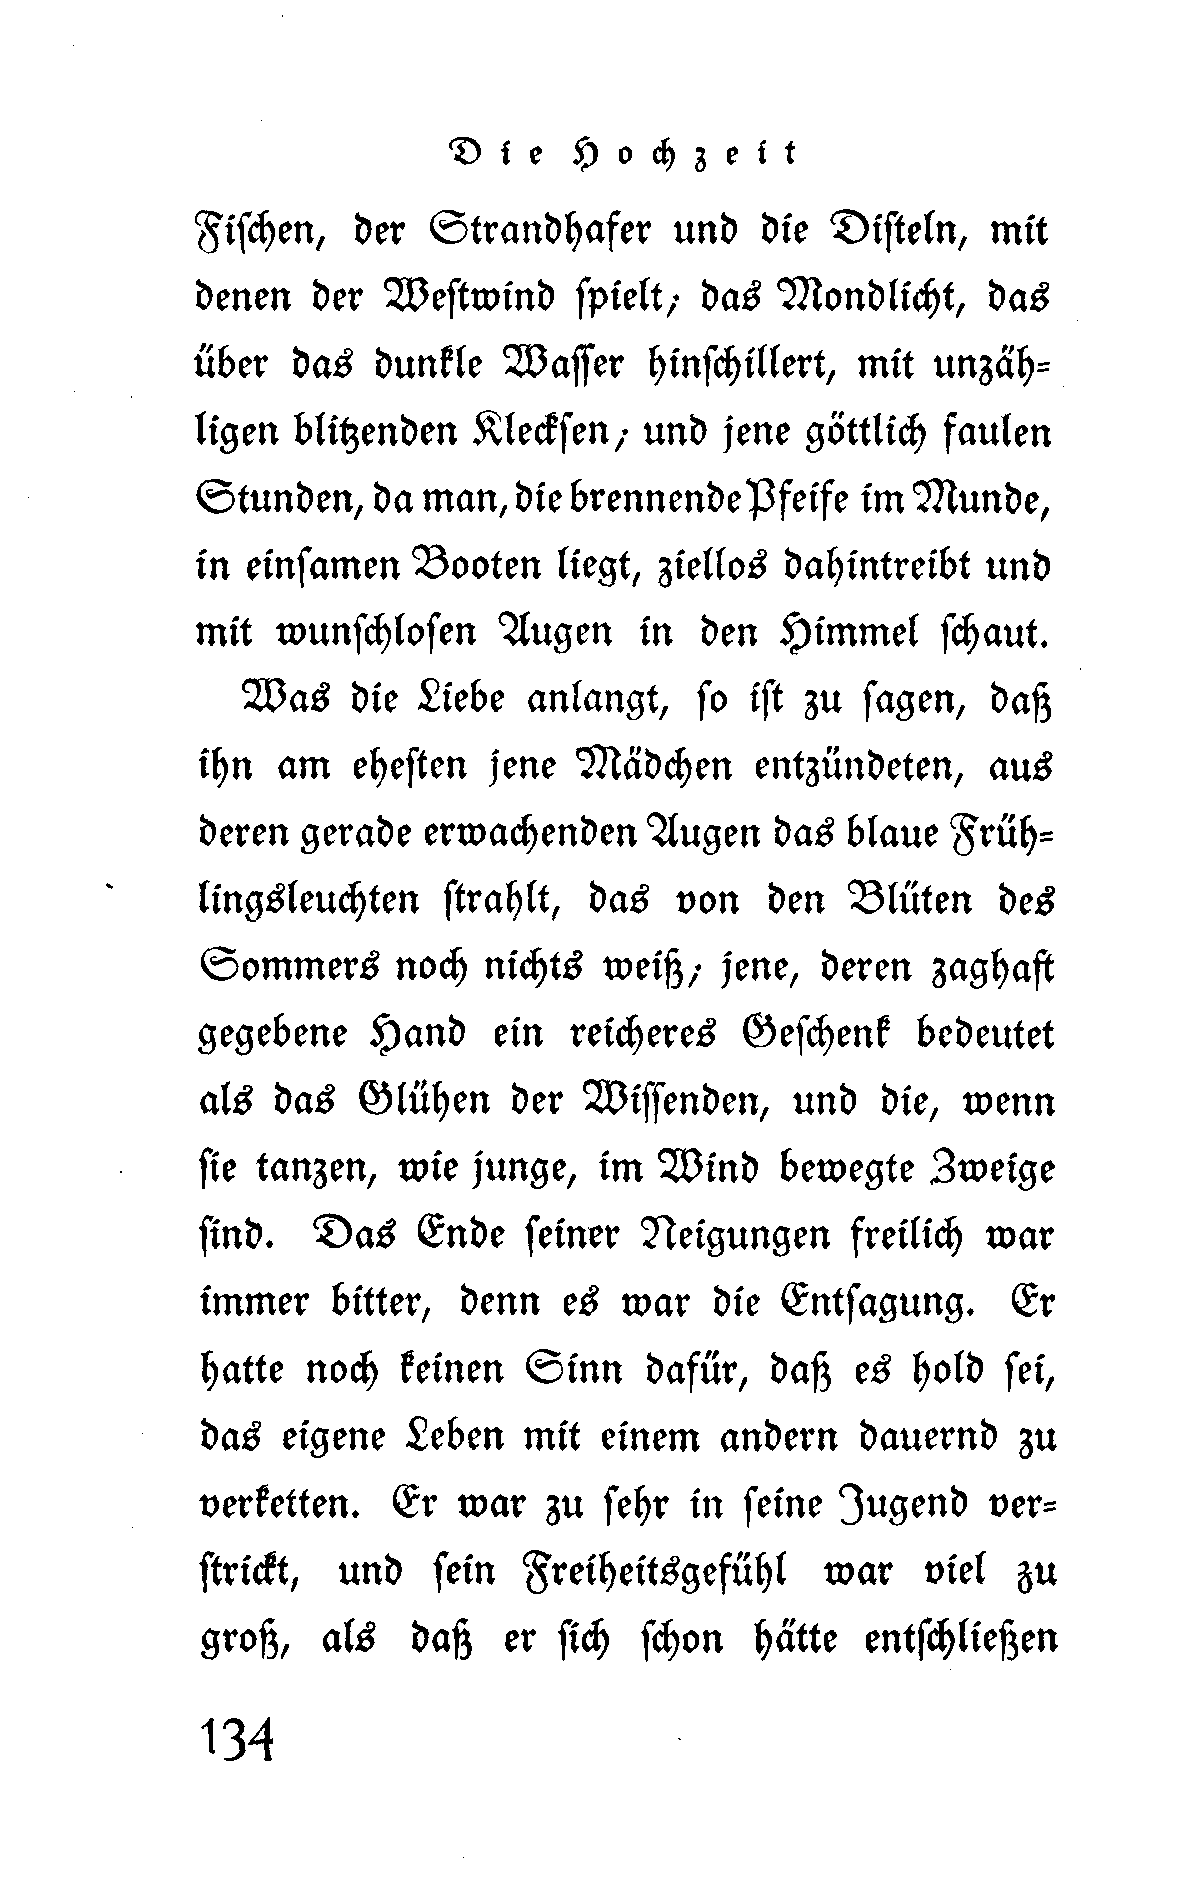 Die Hochzeit
Fischen, der Strandhafer und die Disteln, mit
denen der Westwind spielt; das Mondlicht, das
über das dunkle Wasser hinschillert, mit unzäh-
ligen blitzenden Klecksen; und jene göttlich faulen
Stunden, da man, die brennende Pfeife im Munde,
in einsamen Booten liegt, ziellos dahintreibt und
mit wunschlosen Augen in den Himmel schaut.
Was die Liebe anlangt, so ist zu sagen, daß
ihn am ehesten jene Mädchen entzündeten, aus
deren gerade erwachenden Augen das blaue Früh-
lingsleuchten strahlt, das von den Blüten des
Sommers noch nichts weiß; jene, deren zaghaft
gegebene Hand ein reicheres Geschenk bedeutet
als das Glühen der Wissenden, und die, wenn
sie tanzen, wie junge, im Wind bewegte Zweige
sind. Das Ende seiner Neigungen freilich war
immer bitter, denn es war die Entsagung. Er
hatte noch keinen Sinn dafür, daß es hold sei,
das eigene Leben mit einem andern dauernd zu
verketten. Er war zu sehr in seine Jugend ver-
strickt, und sein Freiheitsgefühl war viel zu
groß, als daß er sich schon hätte entschließen
134